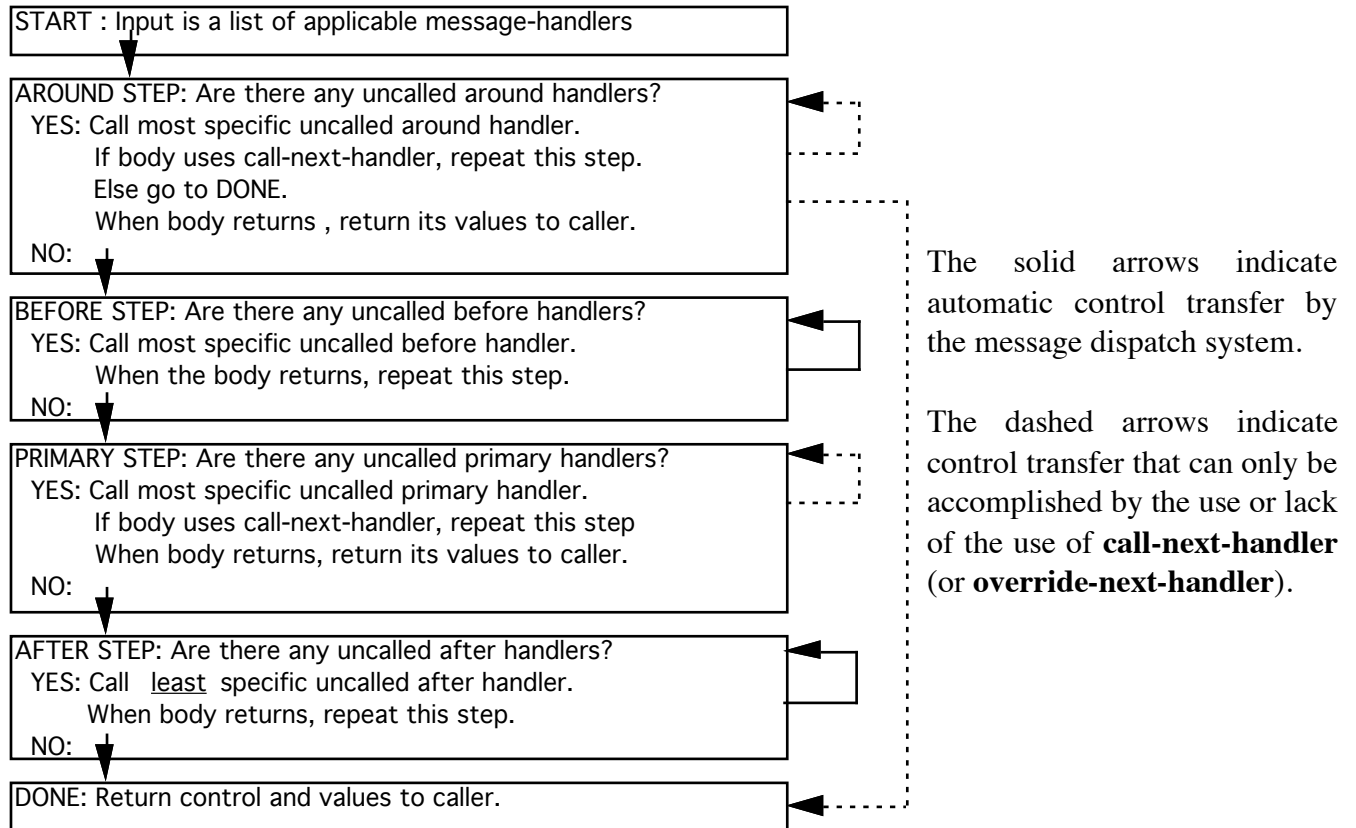 START : Input is a list of applicable message-handlers
AROUND STEP: Are there any uncalled around handlers?
YES: Call most specific uncalled around handler.
If body uses call-next-handler, repeat this step.
Else go to DONE.
When body returns , return its values to caller.
NO:
BEFORE STEP: Are there any uncalled before handlers?
YES: Call most specific uncalled before handler.
When the body returns, repeat this step.
NO:
PRIMARY STEP: Are there any uncalled primary handlers?
YES: Call most specific uncalled primary handler.
If body uses call-next-handler, repeat this step
When body returns, return its values to caller.
NO:
AFTER STEP: Are there any uncalled after handlers?
YES: Call least specific uncalled after handler.
When body returns, repeat this step.
NO:
DONE: Return control and values to caller.
The solid arrows indicate
automatic control transfer by
the message dispatch system.
The dashed arrows indicate
control transfer that can only be
accomplished by the use or lack
of the use of call-next-handler
(or override-next-handler).